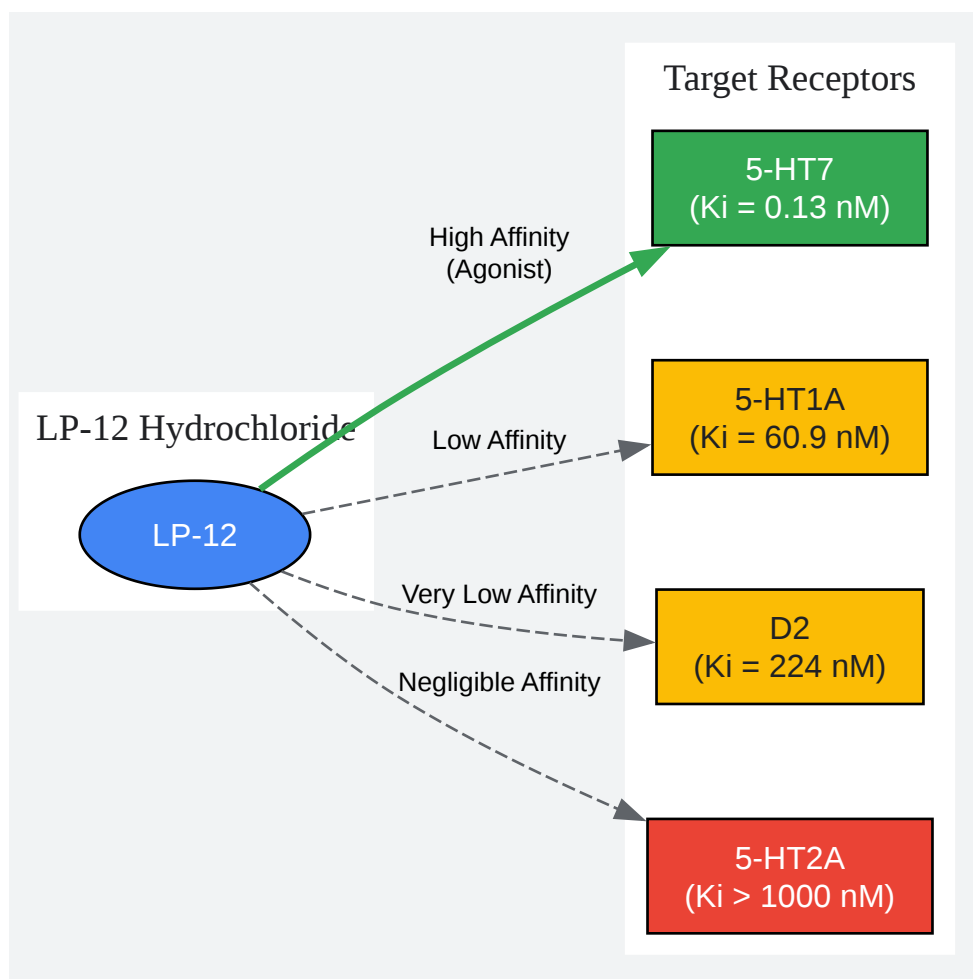 Target Receptors
5-HT7
(Ki = 0.13 nM)
High Affinity
(Agonist)
5-HT1A
(Ki = 60.9 nM)
LP-12 Hydrochloride
Low Affinity
LP-12
Very Low Affinity
D2
(Ki = 224 nM)
Negligible Affinity
5-HT2A
(Ki > 1000 nM)